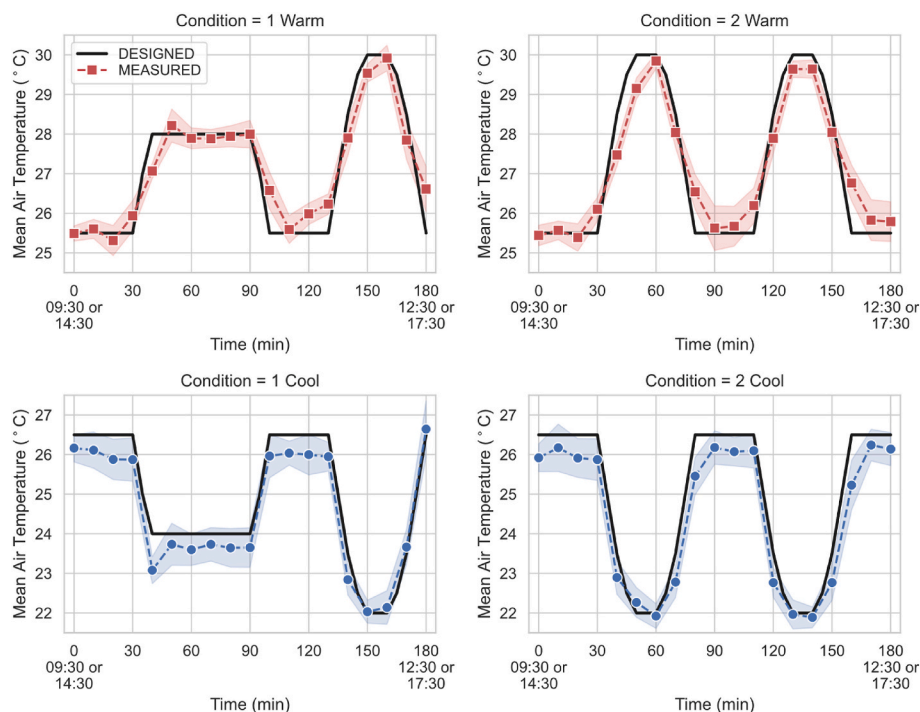 Condition = 1 Warm
Mean Air Temperature (°C)
30
29
28
27
26
25
DESIGNED
MEASURED
0 30 60 90 120 150 180
09:30 or 12:30 or
14:30 17:30
Time (min)
Condition = 2 Warm
Mean Air Temperature (°C)
30
29
28
27
26
25
0 30 60 90 120 150 180
09:30 or 12:30 or
14:30 17:30
Time (min)
Condition = 1 Cool
Mean Air Temperature (°C)
27
26
25
24
23
22
0 30 60 90 120 150 180
09:30 or 12:30 or
14:30 17:30
Time (min)
Condition = 2 Cool
Mean Air Temperature (°C)
27
26
25
24
23
22
0 30 60 90 120 150 180
09:30 or 12:30 or
14:30 17:30
Time (min)